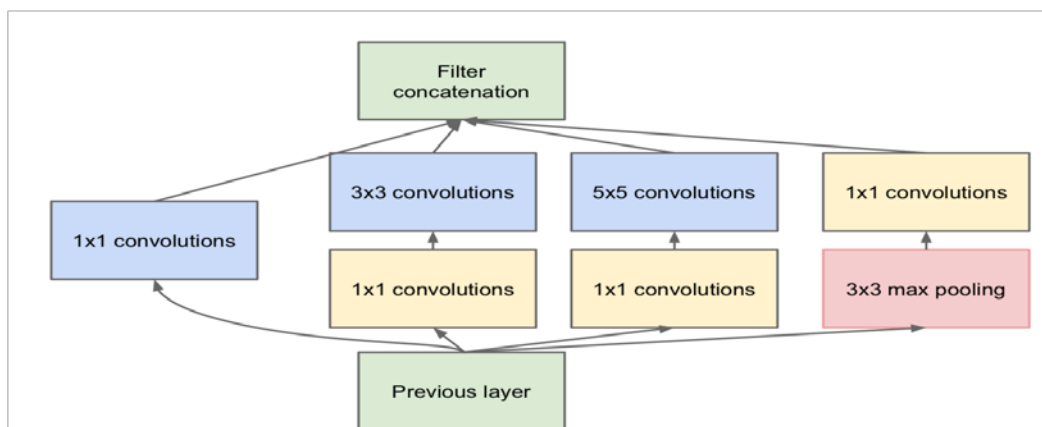 Filter
concatenation
3x3 convolutions
5x5 convolutions
1x1 convolutions
1x1 convolutions
1x1 convolutions
1x1 convolutions
3x3 max pooling
Previous layer